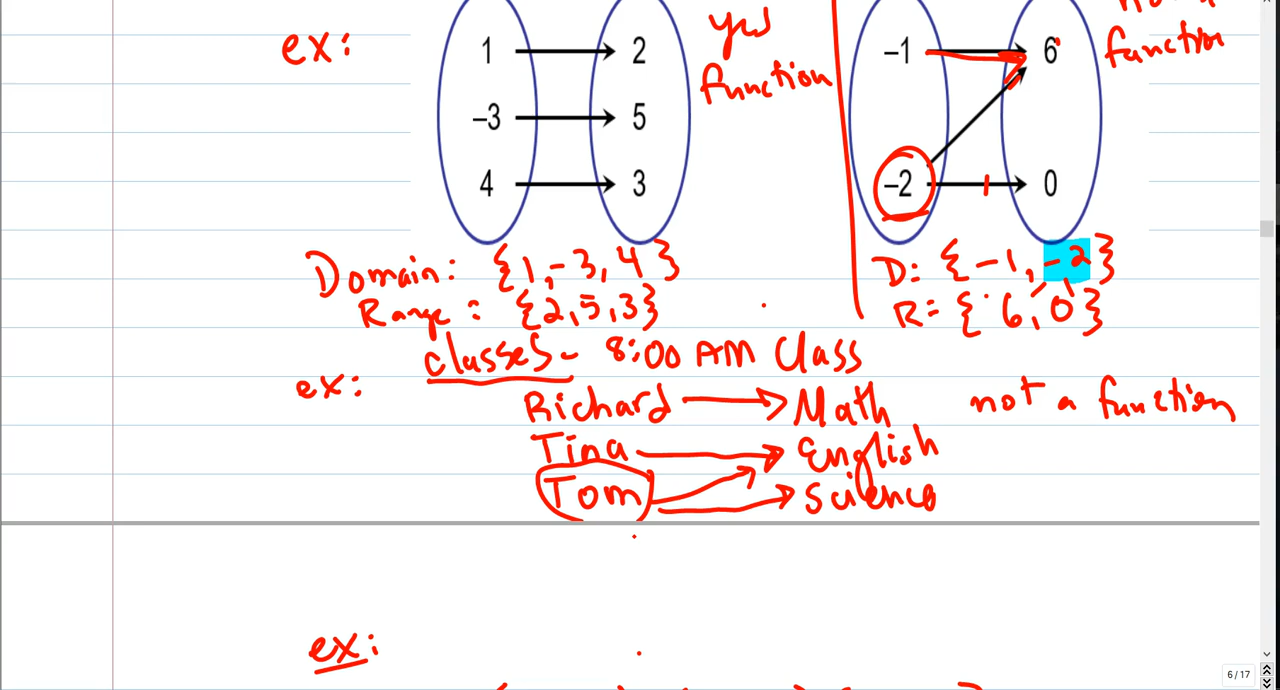 ex:
1 → 2
-3 → 5
4 → 3
yes
function
–1 → 6
–2 → 0
function
Domain: {1, -3, 4}
Range: {2, 5, 3}
D: {-1, -2}
R = {6, 0}
classes - 8:00 AM Class
ex:
Richard → Math
not a function
Tina → English
Tom → Science
ex:
6 / 17